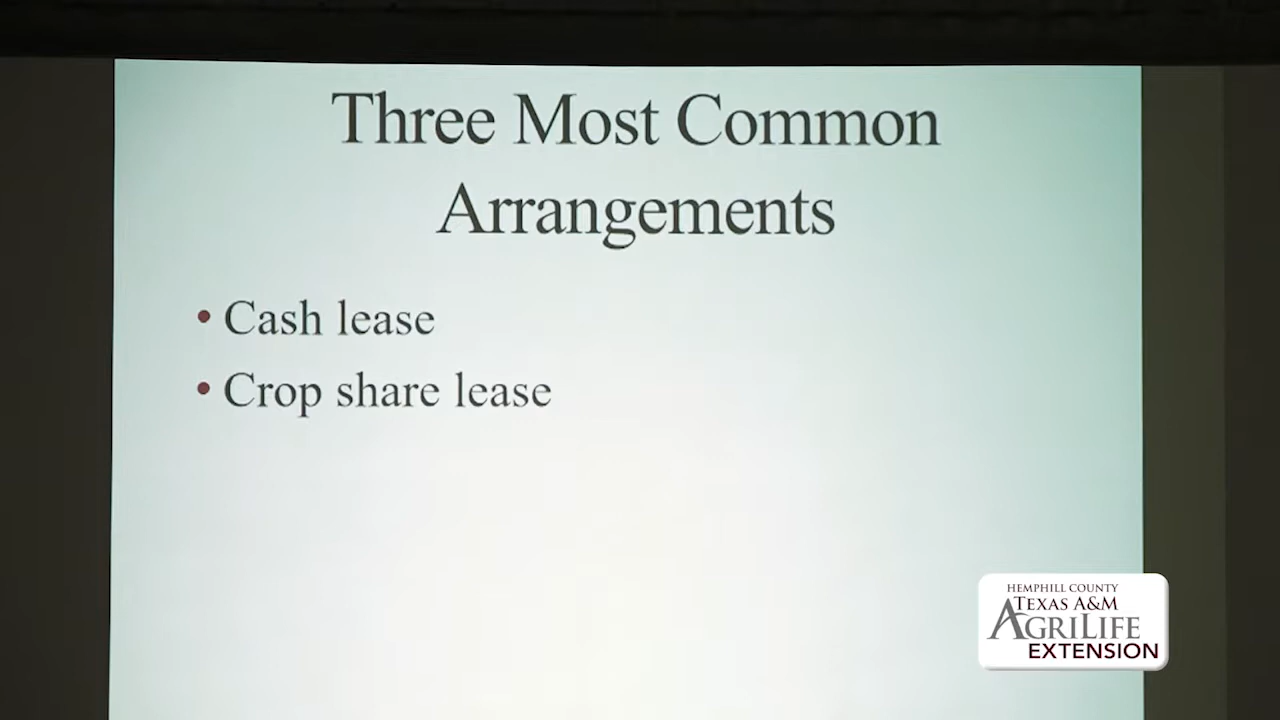 Three Most Common
Arrangements
• Cash lease
• Crop share lease
HEMPHILL COUNTY
TEXAS A&M
AGRILIFE
EXTENSION